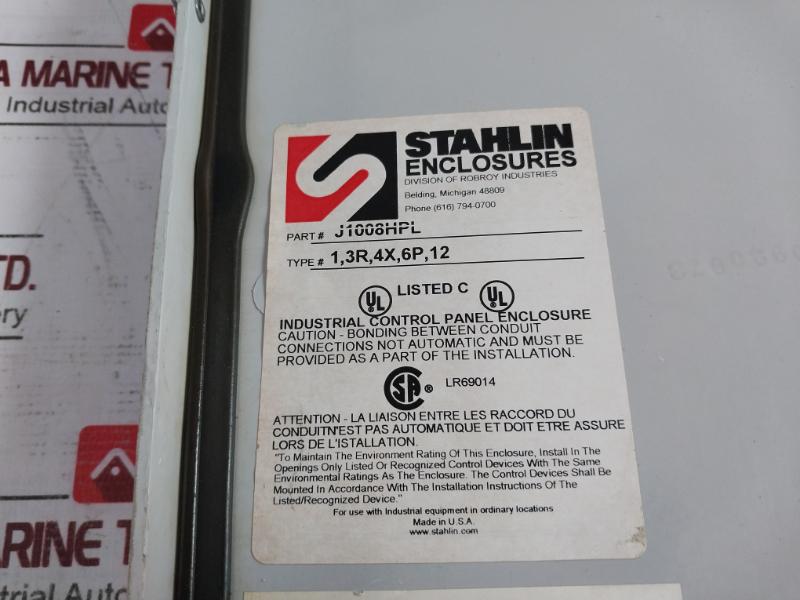 A MARINE T
Industrial Auto
TD.
ery
ARINE T
trial Auto
STAHLIN
ENCLOSURES
DIVISION OF ROBROY INDUSTRIES
Belding, Michigan 48809
Phone (616) 794-0700
PART # J1008HPL
TYPE # 1,3R,4X,6P,12
UL LISTED C UL
INDUSTRIAL CONTROL PANEL ENCLOSURE
CAUTION - BONDING BETWEEN CONDUIT
CONNECTIONS NOT AUTOMATIC AND MUST BE
PROVIDED AS A PART OF THE INSTALLATION.
CSA ® LR69014
ATTENTION - LA LIAISON ENTRE LES RACCORD DU
CONDUITN'EST PAS AUTOMATIQUE ET DOIT ETRE ASSURE
LORS DE L'ISTALLATION.
"To Maintain The Environment Rating Of This Enclosure, Install In The
Openings Only Listed Or Recognized Control Devices With The Same
Environmental Ratings As The Enclosure. The Control Devices Shall Be
Mounted In Accordance With The Installation Instructions Of The
Listed/Recognized Device."
For use with Industrial equipment in ordinary locations
Made in U.S.A.
www.stahlin.com